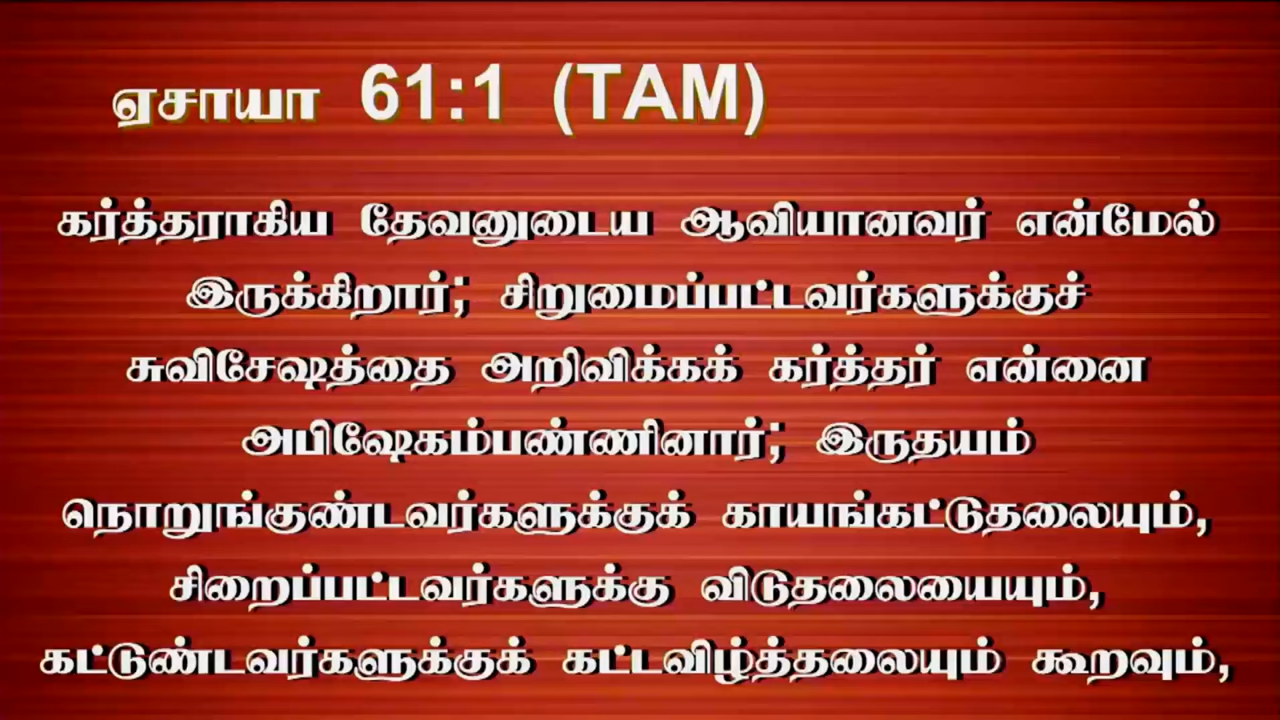 ஏசாயா 61:1 (TAM)
கர்த்தராகிய தேவனுடைய ஆவியானவர் என்மேல்
இருக்கிறார்; சிறுமைப்பட்டவர்களுக்குச்
சுவிசேஷத்தை அறிவிக்கக் கர்த்தர் என்னை
அபிஷேகம்பண்ணினார்; இருதயம்
நொறுங்குண்டவர்களுக்குக் காயங்கட்டுதலையும்,
சிறைப்பட்டவர்களுக்கு விடுதலையையும்,
கட்டுண்டவர்களுக்குக் கட்டவிழ்த்தலையும் கூறவும்,